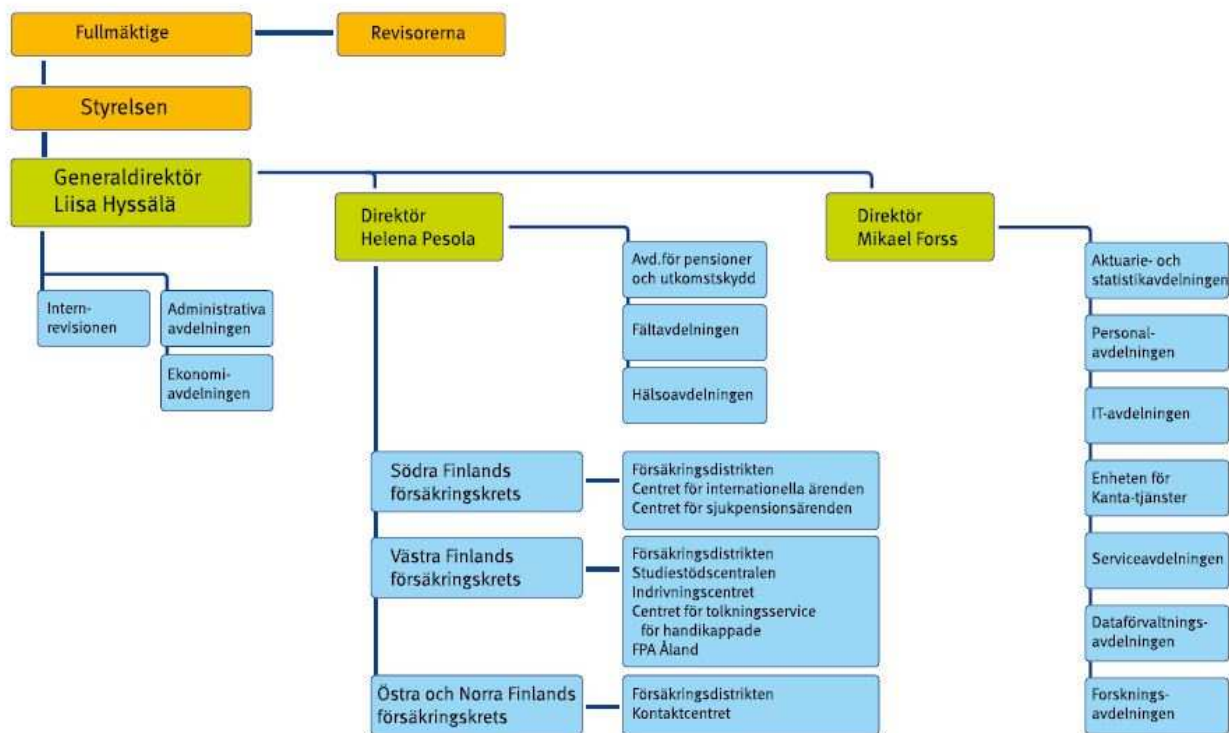 Fullmäktige
Revisorerna
Styrelsen
Generaldirektör
Liisa Hyssälä
Direktör
Helena Pesola
Direktör
Mikael Forss
Intern-
revisionen
Administrativa
avdelningen
Ekonomi-
avdelningen
Avd.för pensioner
och utkomstskydd
Fältavdelningen
Hälsoavdelningen
Södra Finlands
försäkringskrets
Försäkringsdistrikten
Centret för internationella ärenden
Centret för sjukpensionsärenden
Västra Finlands
försäkringskrets
Försäkringsdistrikten
Studiestödscentralen
Indrivningscentret
Centret för tolkningsservice
för handikappade
FPA Åland
Östra och Norra Finlands
försäkringskrets
Försäkringsdistrikten
Kontaktcentret
Aktuarie- och
statistikavdelningen
Personal-
avdelningen
IT-avdelningen
Enheten för
Kanta-tjänster
Serviceavdelningen
Dataförvaltnings-
avdelningen
Forsknings-
avdelningen